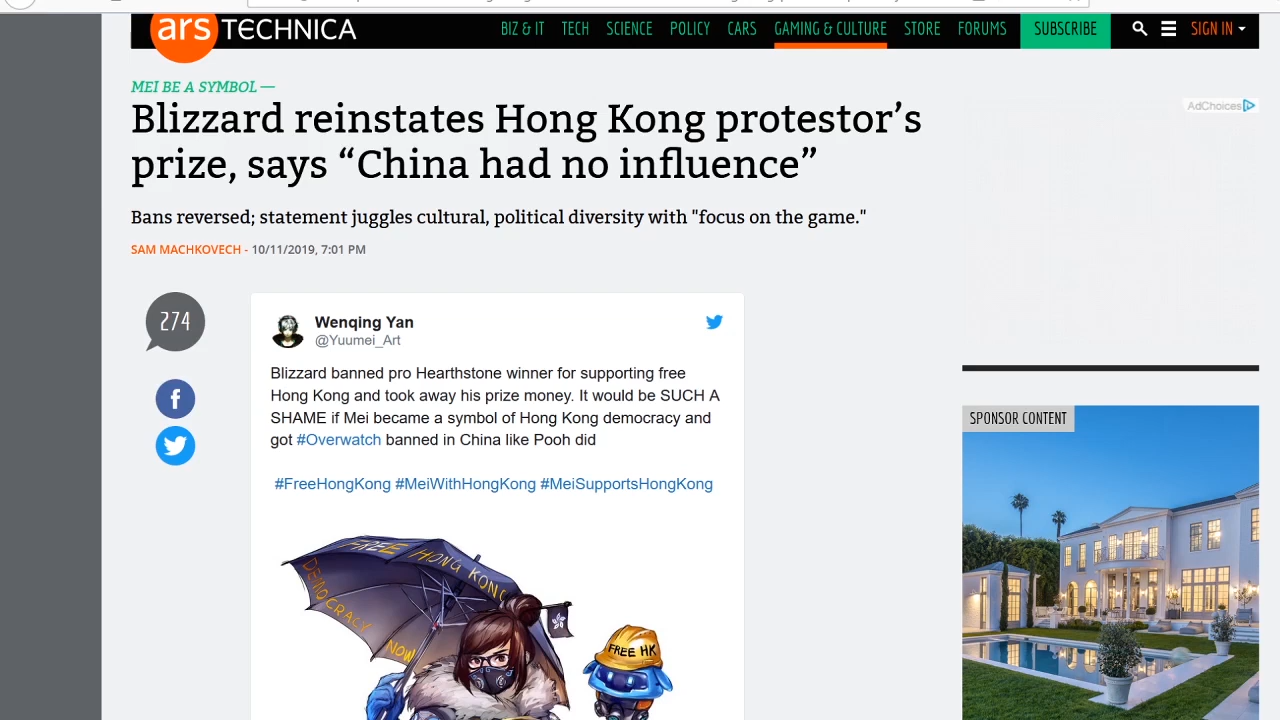 ars TECHNICA
BIZ & IT TECH SCIENCE POLICY CARS GAMING & CULTURE STORE FORUMS SUBSCRIBE SIGN IN
MEI BE A SYMBOL —
Blizzard reinstates Hong Kong protestor’s
prize, says “China had no influence”
Bans reversed; statement juggles cultural, political diversity with "focus on the game."
SAM MACHKOVECH - 10/11/2019, 7:01 PM
AdChoices
274
f
Wenqing Yan
@Yuumei_Art
Blizzard banned pro Hearthstone winner for supporting free
Hong Kong and took away his prize money. It would be SUCH A
SHAME if Mei became a symbol of Hong Kong democracy and
got #Overwatch banned in China like Pooh did
#FreeHongKong #MeiWithHongKong #MeiSupportsHongKong
FREE HONG KONG
DEMOCRACY NOW
FREE HK
SPONSOR CONTENT